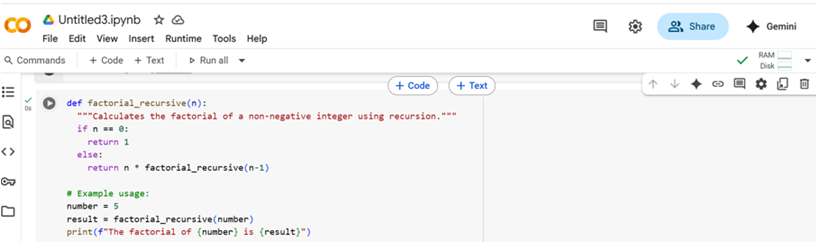 CO Untitled3.ipynb
File Edit View Insert Runtime Tools Help
Share Gemini
Commands + Code + Text Run all
RAM
Disk
+ Code + Text
0s
def factorial_recursive(n):
"""Calculates the factorial of a non-negative integer using recursion."""
if n == 0:
return 1
else:
return n * factorial_recursive(n-1)
# Example usage:
number = 5
result = factorial_recursive(number)
print(f"The factorial of {number} is {result}")